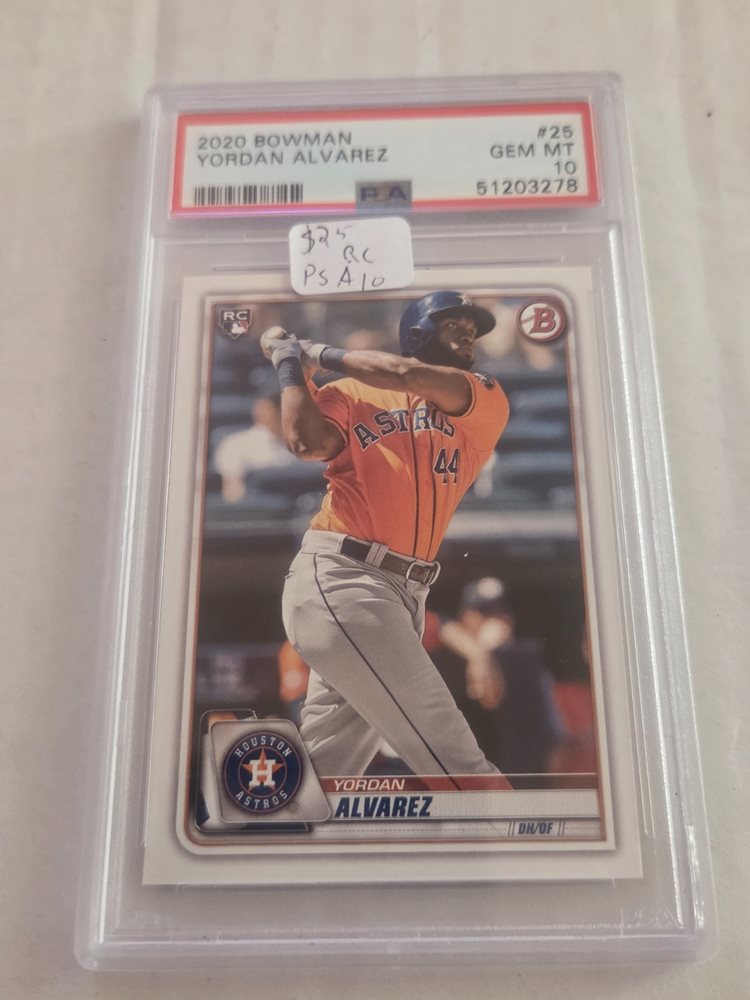 2020 BOWMAN #25
YORDAN ALVAREZ GEM MT
10
51203278
PSA
$25
RC
PSA 10
RC
B
ASTROS
44
HOUSTON
H
ASTROS
YORDAN
ALVAREZ
DH/OF
PSA